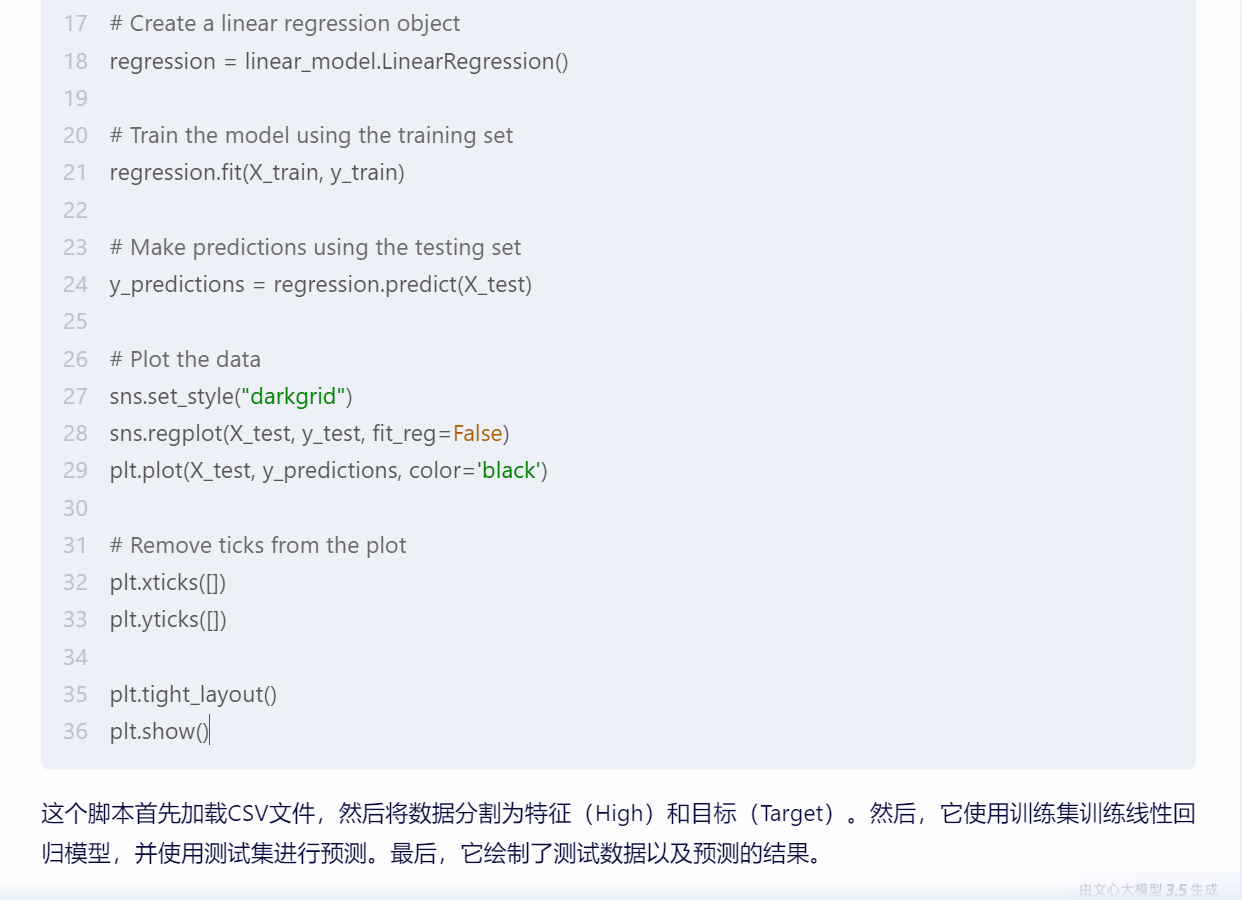 17 # Create a linear regression object
18 regression = linear_model.LinearRegression()
19
20 # Train the model using the training set
21 regression.fit(X_train, y_train)
22
23 # Make predictions using the testing set
24 y_predictions = regression.predict(X_test)
25
26 # Plot the data
27 sns.set_style("darkgrid")
28 sns.regplot(X_test, y_test, fit_reg=False)
29 plt.plot(X_test, y_predictions, color='black')
30
31 # Remove ticks from the plot
32 plt.xticks([])
33 plt.yticks([])
34
35 plt.tight_layout()
36 plt.show()
这个脚本首先加载CSV文件，然后将数据分割为特征（High）和目标（Target）。然后，它使用训练集训练线性回
归模型，并使用测试集进行预测。最后，它绘制了测试数据以及预测的结果。
由文心大模型 3.5 生成